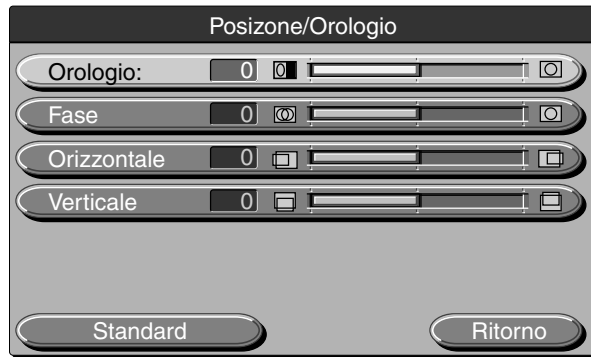 Posizone/Orologio
Orologio: 0
Fase 0
Orizzontale 0
Verticale 0
Standard Ritorno